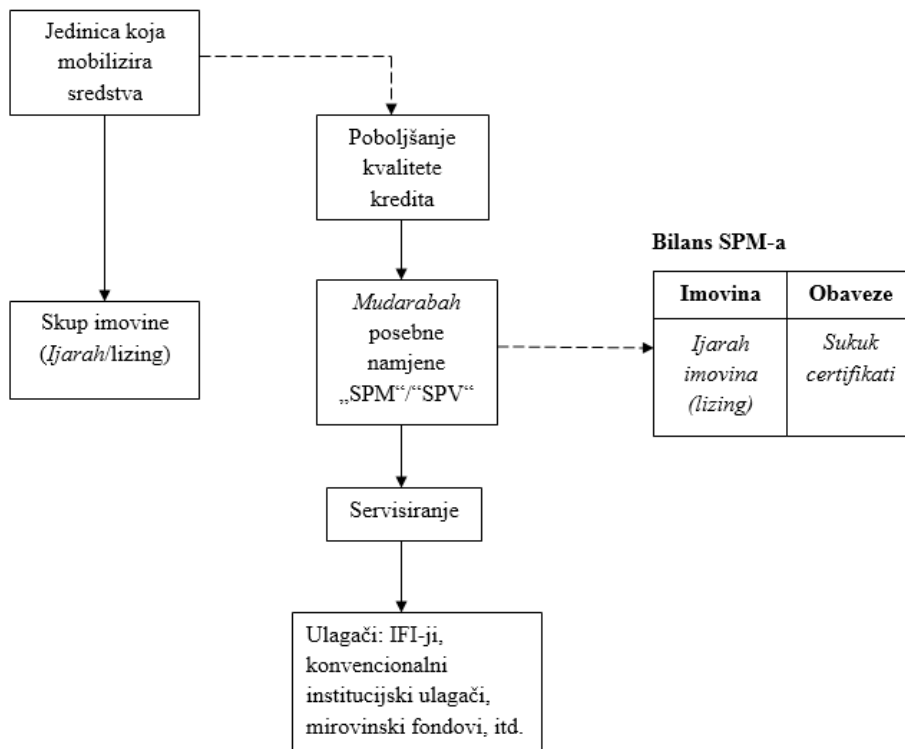 Jedinica koja
mobilizira
sredstva
Poboljšanje
kvalitete
kredita
Skup imovine
(Ijarah/lizing)
Mudarabah
posebne
namjene
„SPM“/“SPV“
Bilans SPM-a
Imovina
Obaveze
Ijarah
imovina
(lizing)
Sukuk
certifikati
Servisiranje
Ulagači: IFI-ji,
konvencionalni
institucijski ulagači,
mirovinski fondovi, itd.